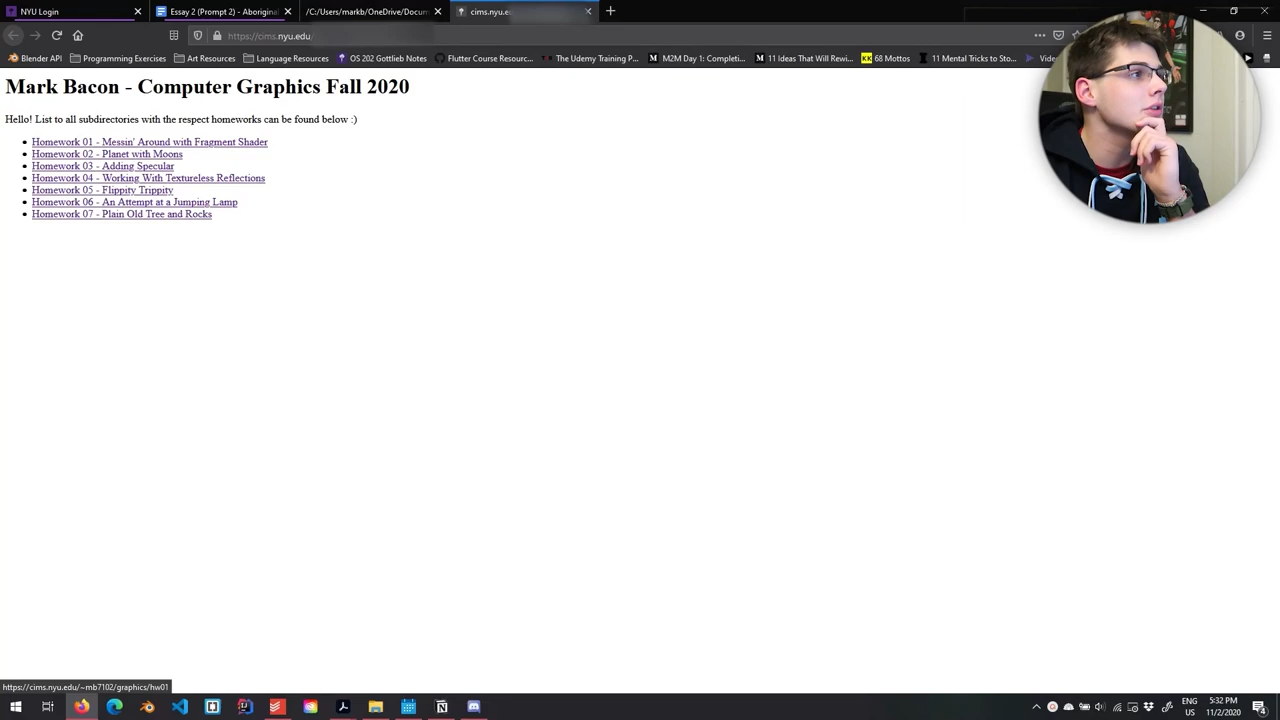 NYU Login
Essay 2 (Prompt 2) - Aboriginal
/C:/Users/markb/OneDrive/Docum
cims.nyu.e
https://cims.nyu.edu/
Blender API
Programming Exercises
Art Resources
Language Resources
OS 202 Gottlieb Notes
Flutter Course Resourc...
The Udemy Training P...
M2M Day 1: Completi...
11 Ideas That Will Rewi...
KK 68 Mottos
11 Mental Tricks to Sto...
Mark Bacon - Computer Graphics Fall 2020
Hello! List to all subdirectories with the respect homeworks can be found below :)
Homework 01 - Messin' Around with Fragment Shader
Homework 02 - Planet with Moons
Homework 03 - Adding Specular
Homework 04 - Working With Textureless Reflections
Homework 05 - Flippity Trippity
Homework 06 - An Attempt at a Jumping Lamp
Homework 07 - Plain Old Tree and Rocks
https://cims.nyu.edu/~mb7102/graphics/hw01
ENG
US
5:32 PM
11/2/2020